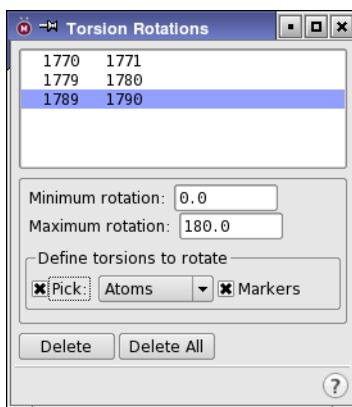 Torsion Rotations
1770 1771
1779 1780
1789 1790
Minimum rotation: 0.0
Maximum rotation: 180.0
Define torsions to rotate
Pick: Atoms Markers
Delete Delete All
?